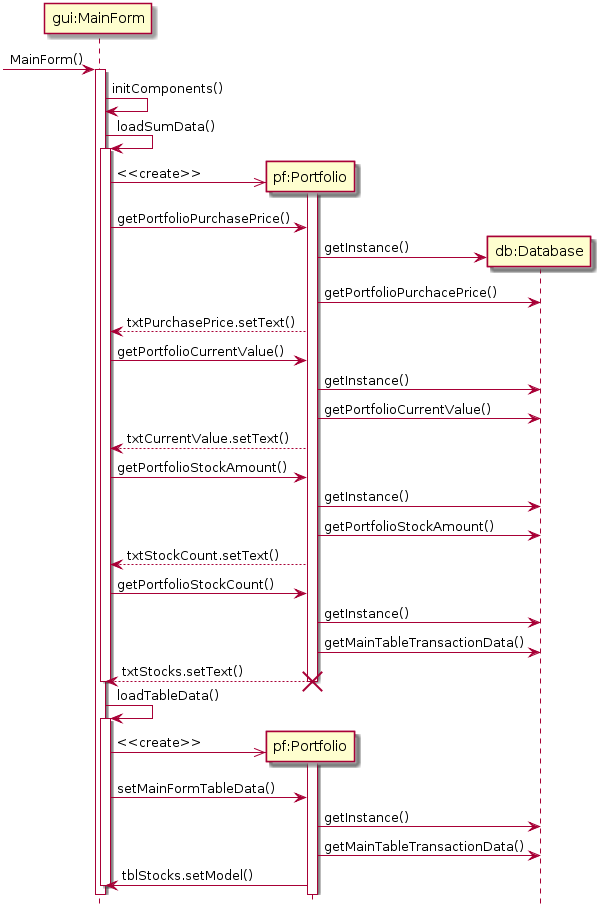 gui:MainForm
MainForm()
initComponents()
loadSumData()
<<create>>
pf:Portfolio
getPortfolioPurchasePrice()
getInstance()
db:Database
getPortfolioPurchacePrice()
txtPurchasePrice.setText()
getPortfolioCurrentValue()
getInstance()
getPortfolioCurrentValue()
txtCurrentValue.setText()
getPortfolioStockAmount()
getInstance()
getPortfolioStockAmount()
txtStockCount.setText()
getPortfolioStockCount()
getInstance()
getMainTableTransactionData()
txtStocks.setText()
loadTableData()
<<create>>
pf:Portfolio
setMainFormTableData()
getInstance()
getMainTableTransactionData()
tblStocks.setModel()